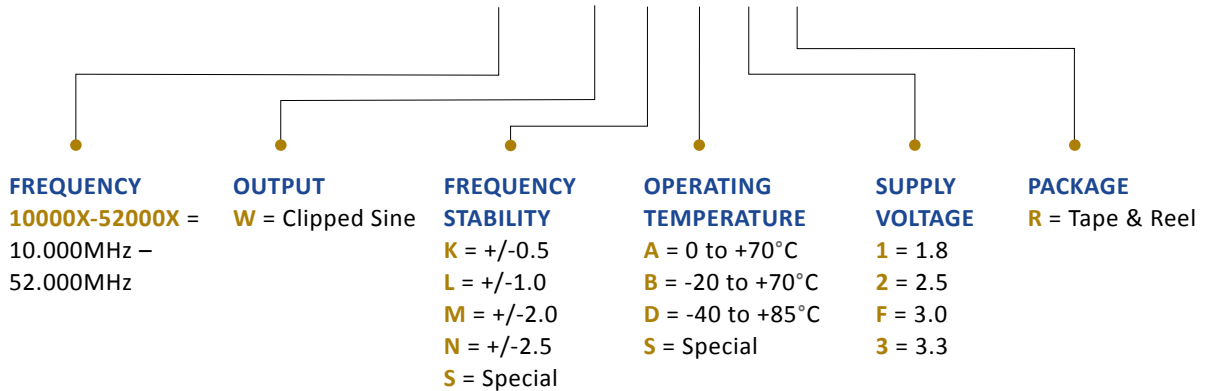 FREQUENCY
10000X-52000X =
10.000MHz –
52.000MHz
OUTPUT
W = Clipped Sine
FREQUENCY
STABILITY
K = +/-0.5
L = +/-1.0
M = +/-2.0
N = +/-2.5
S = Special
OPERATING
TEMPERATURE
A = 0 to +70°C
B = -20 to +70°C
D = -40 to +85°C
S = Special
SUPPLY
VOLTAGE
1 = 1.8
2 = 2.5
F = 3.0
3 = 3.3
PACKAGE
R = Tape & Reel